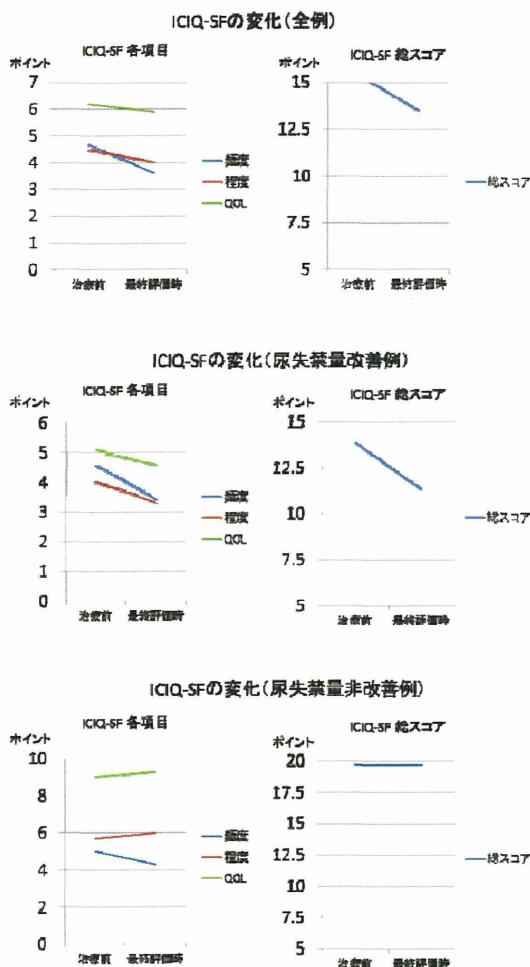 ICIQ-SFの変化(全例)
ICIQ-SF 各項目
ポイント
7
6
5
4
3
2
1
0
治療前 最終評価時
頻度
程度
QOL
ICIQ-SF 総スコア
ポイント
15
12.5
10
7.5
5
治療前 最終評価時
総スコア
ICIQ-SFの変化(尿失禁量改善例)
ICIQ-SF 各項目
ポイント
6
5
4
3
2
1
0
治療前 最終評価時
頻度
程度
QOL
ICIQ-SF 総スコア
ポイント
15
12.5
10
7.5
5
治療前 最終評価時
総スコア
ICIQ-SFの変化(尿失禁量非改善例)
ICIQ-SF 各項目
ポイント
10
8
6
4
2
0
治療前 最終評価時
頻度
程度
QOL
ICIQ-SF 総スコア
ポイント
20
17.5
15
12.5
10
7.5
5
治療前 最終評価時
総スコア